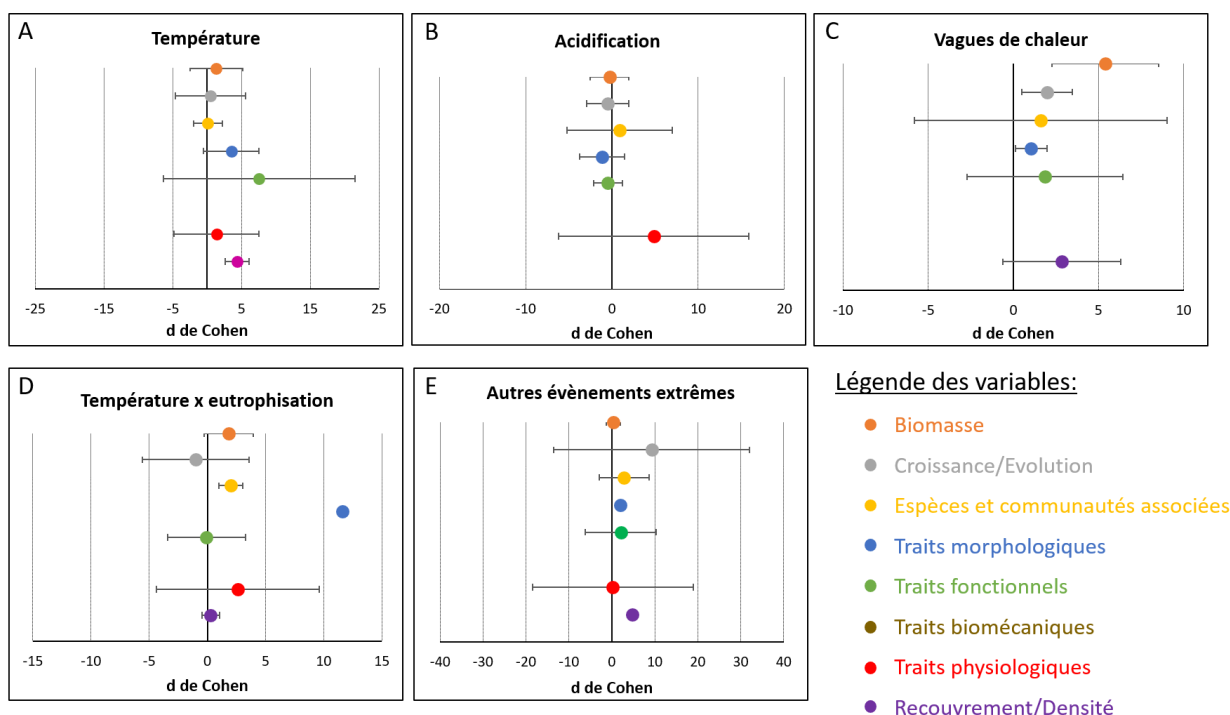 A
Température
-25 -15 -5 5 15 25
d de Cohen
B
Acidification
-20 -10 0 10 20
d de Cohen
C
Vagues de chaleur
-10 -5 0 5 10
d de Cohen
D
Température x eutrophisation
-15 -10 -5 0 5 10 15
d de Cohen
E
Autres évènements extrêmes
-40 -30 -20 -10 0 10 20 30 40
d de Cohen
Légende des variables:
Biomasse
Croissance/Evolution
Espèces et communautés associées
Traits morphologiques
Traits fonctionnels
Traits biomécaniques
Traits physiologiques
Recouvrement/Densité